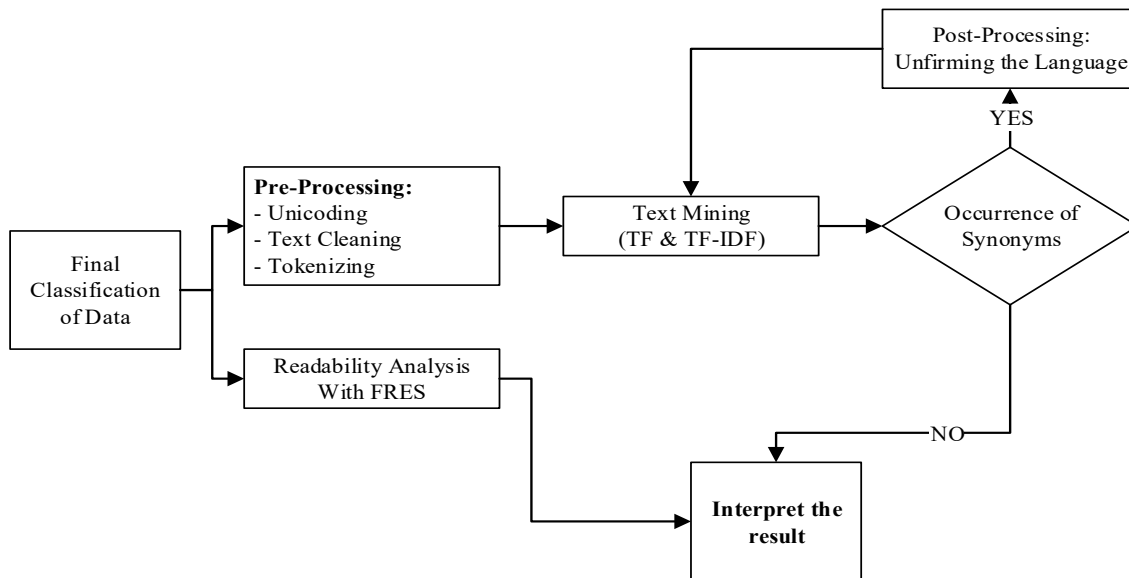 Post-Processing:
Unfirming the Language
YES
Pre-Processing:
- Unicoding
- Text Cleaning
- Tokenizing
Text Mining
(TF & TF-IDF)
Occurrence of
Synonyms
Final
Classification
of Data
Readability Analysis
With FRES
NO
Interpret the
result